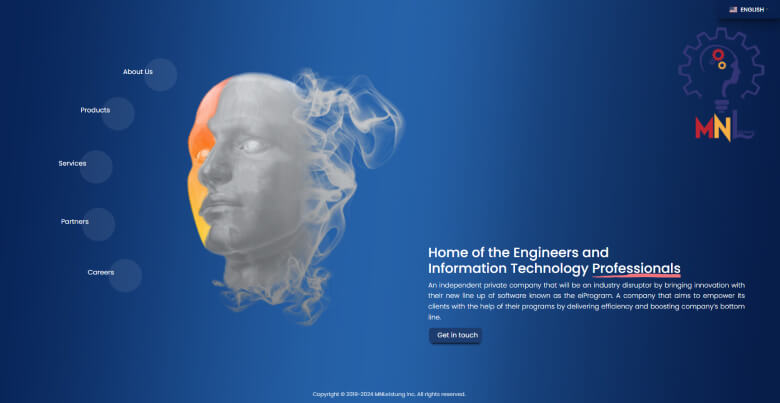 ENGLISH
About Us
Products
Services
Partners
Careers
MNL
Home of the Engineers and
Information Technology Professionals
An independent private company that will be an industry disruptor by bringing innovation with
their new line up of software known as the eiProgram. A company that aims to empower its
clients with the help of their programs by delivering efficiency and boosting company's bottom
line.
Get in touch
Copyright © 2019-2024 MNLeistung Inc. All rights reserved.